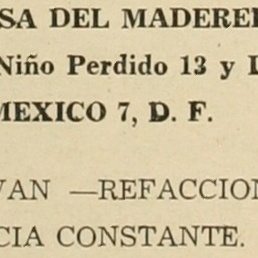 SA DEL MADERE
Niño Perdido 13 y
MEXICO 7, D. F.
VAN —REFACCION
CIA CONSTANTE.